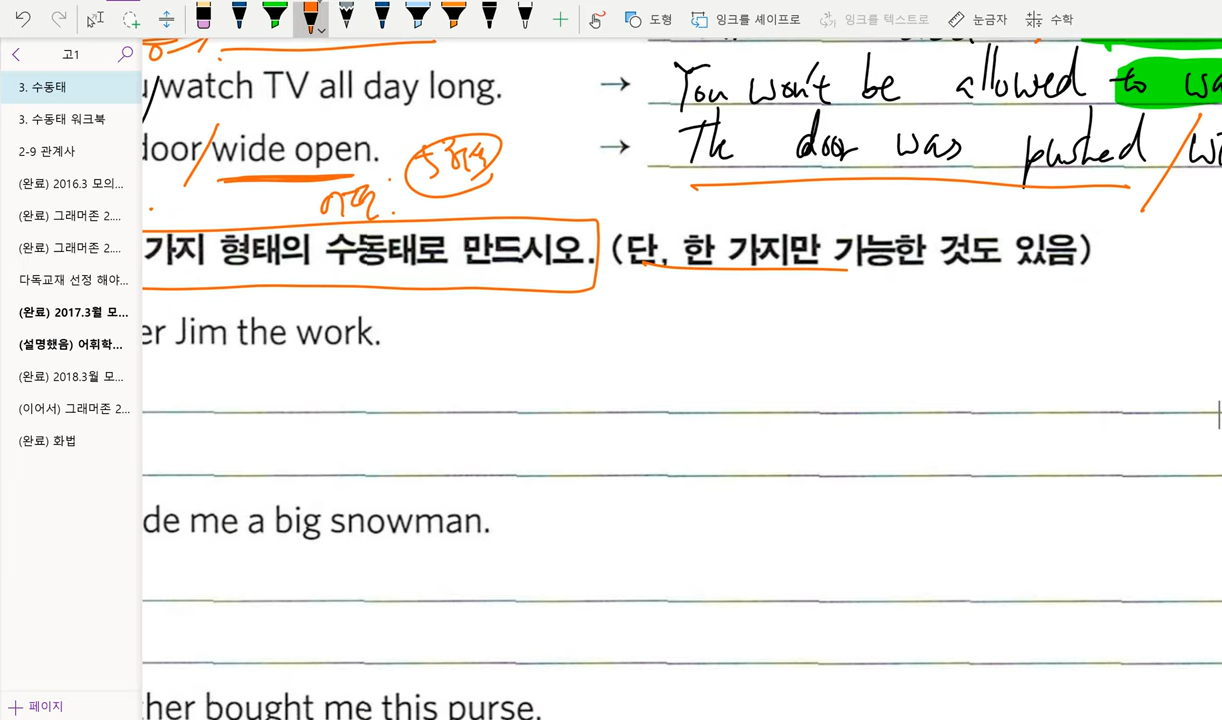 도형
잉크를 셰이프로
잉크를 텍스트로
눈금자
수학
고1
3. 수동태
3. 수동태 워크북
2-9 관계사
(완료) 2016.3 모의...
(완료) 그래머존 2....
(완료) 그래머존 2....
다독교재 선정 해야...
(완료) 2017.3월 모...
(설명했음) 어휘학...
(완료) 2018.3월 모...
(이어서) 그래머존 2...
(완료) 화법
페이지
u/watch TV all day long. → You won't be allowed to wa
door/wide open. → The door was pushed / wi
가지 형태의 수동태로 만드시오. (단, 한 가지만 가능한 것도 있음)
er Jim the work.
de me a big snowman.
ther bought me this purse.